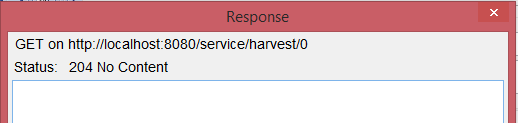 Response
GET on http://localhost:8080/service/harvest/0
Status: 204 No Content